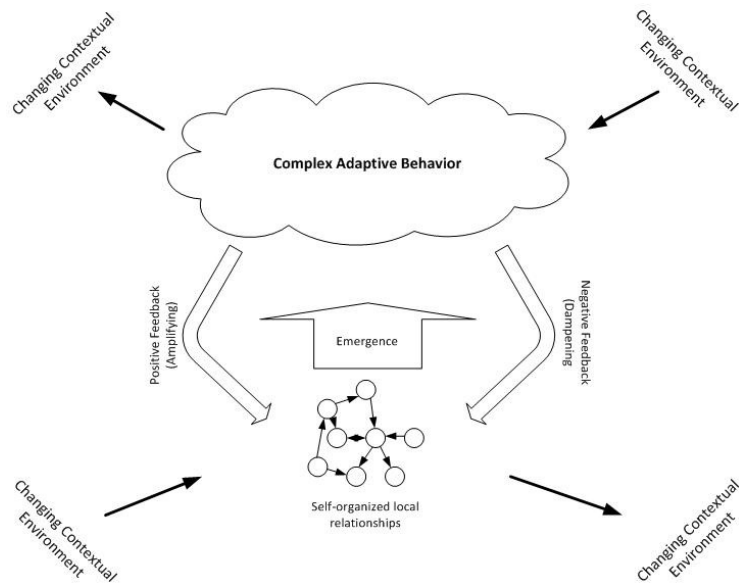 Changing Contextual
Environment
Changing Contextual
Environment
Complex Adaptive Behavior
Positive Feedback
(Amplifying)
Negative Feedback
(Dampening
Emergence
Self-organized local
relationships
Changing Contextual
Environment
Changing Contextual
Environment